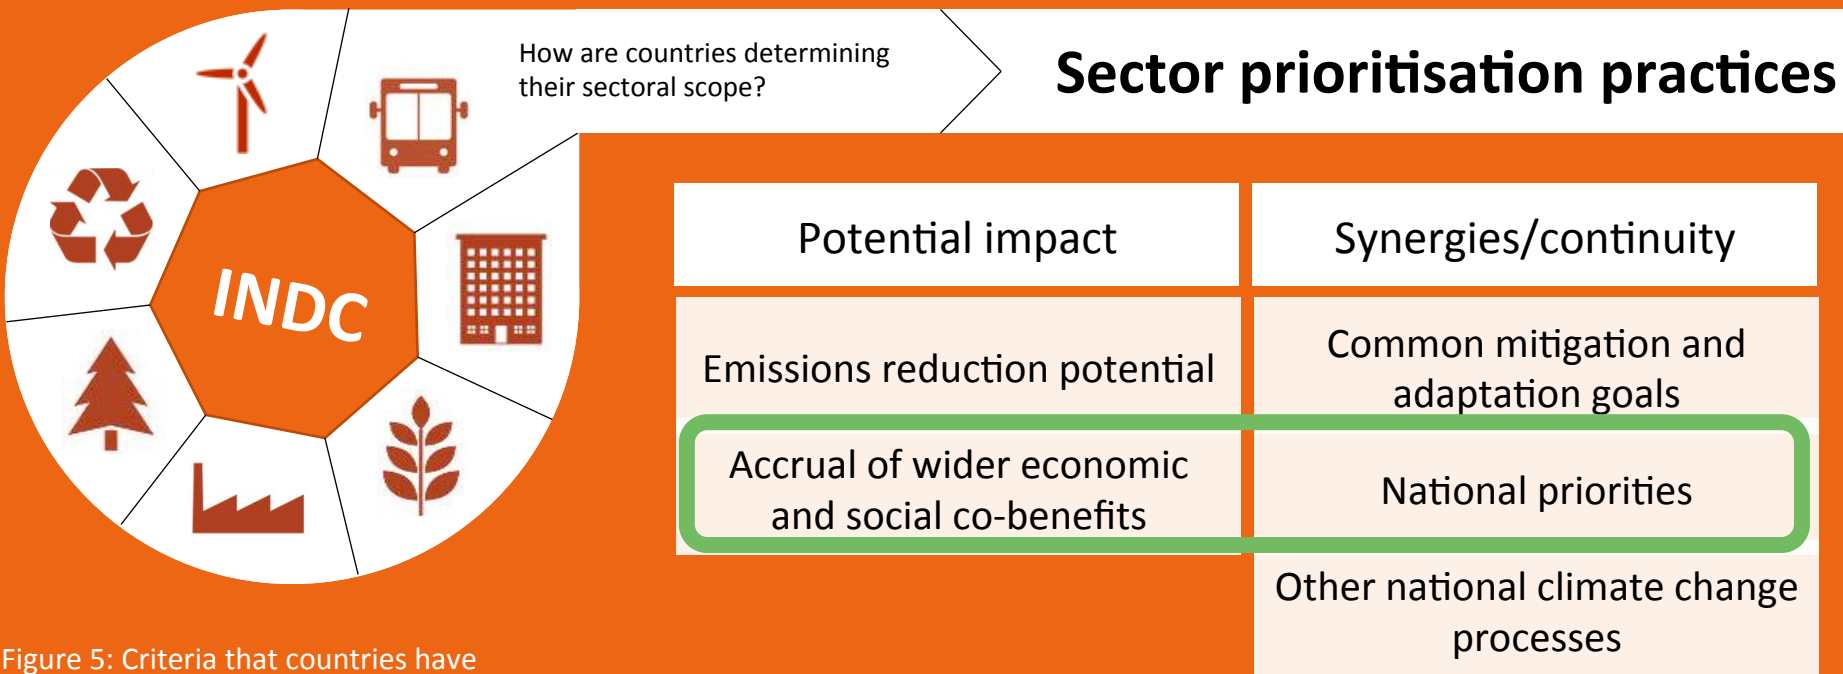 How are countries determining
their sectoral scope?
Sector prioritisation practices
INDC
Potential impact
Synergies/continuity
Emissions reduction potential
Common mitigation and
adaptation goals
Accrual of wider economic
and social co-benefits
National priorities
Other national climate change
processes
Figure 5: Criteria that countries have